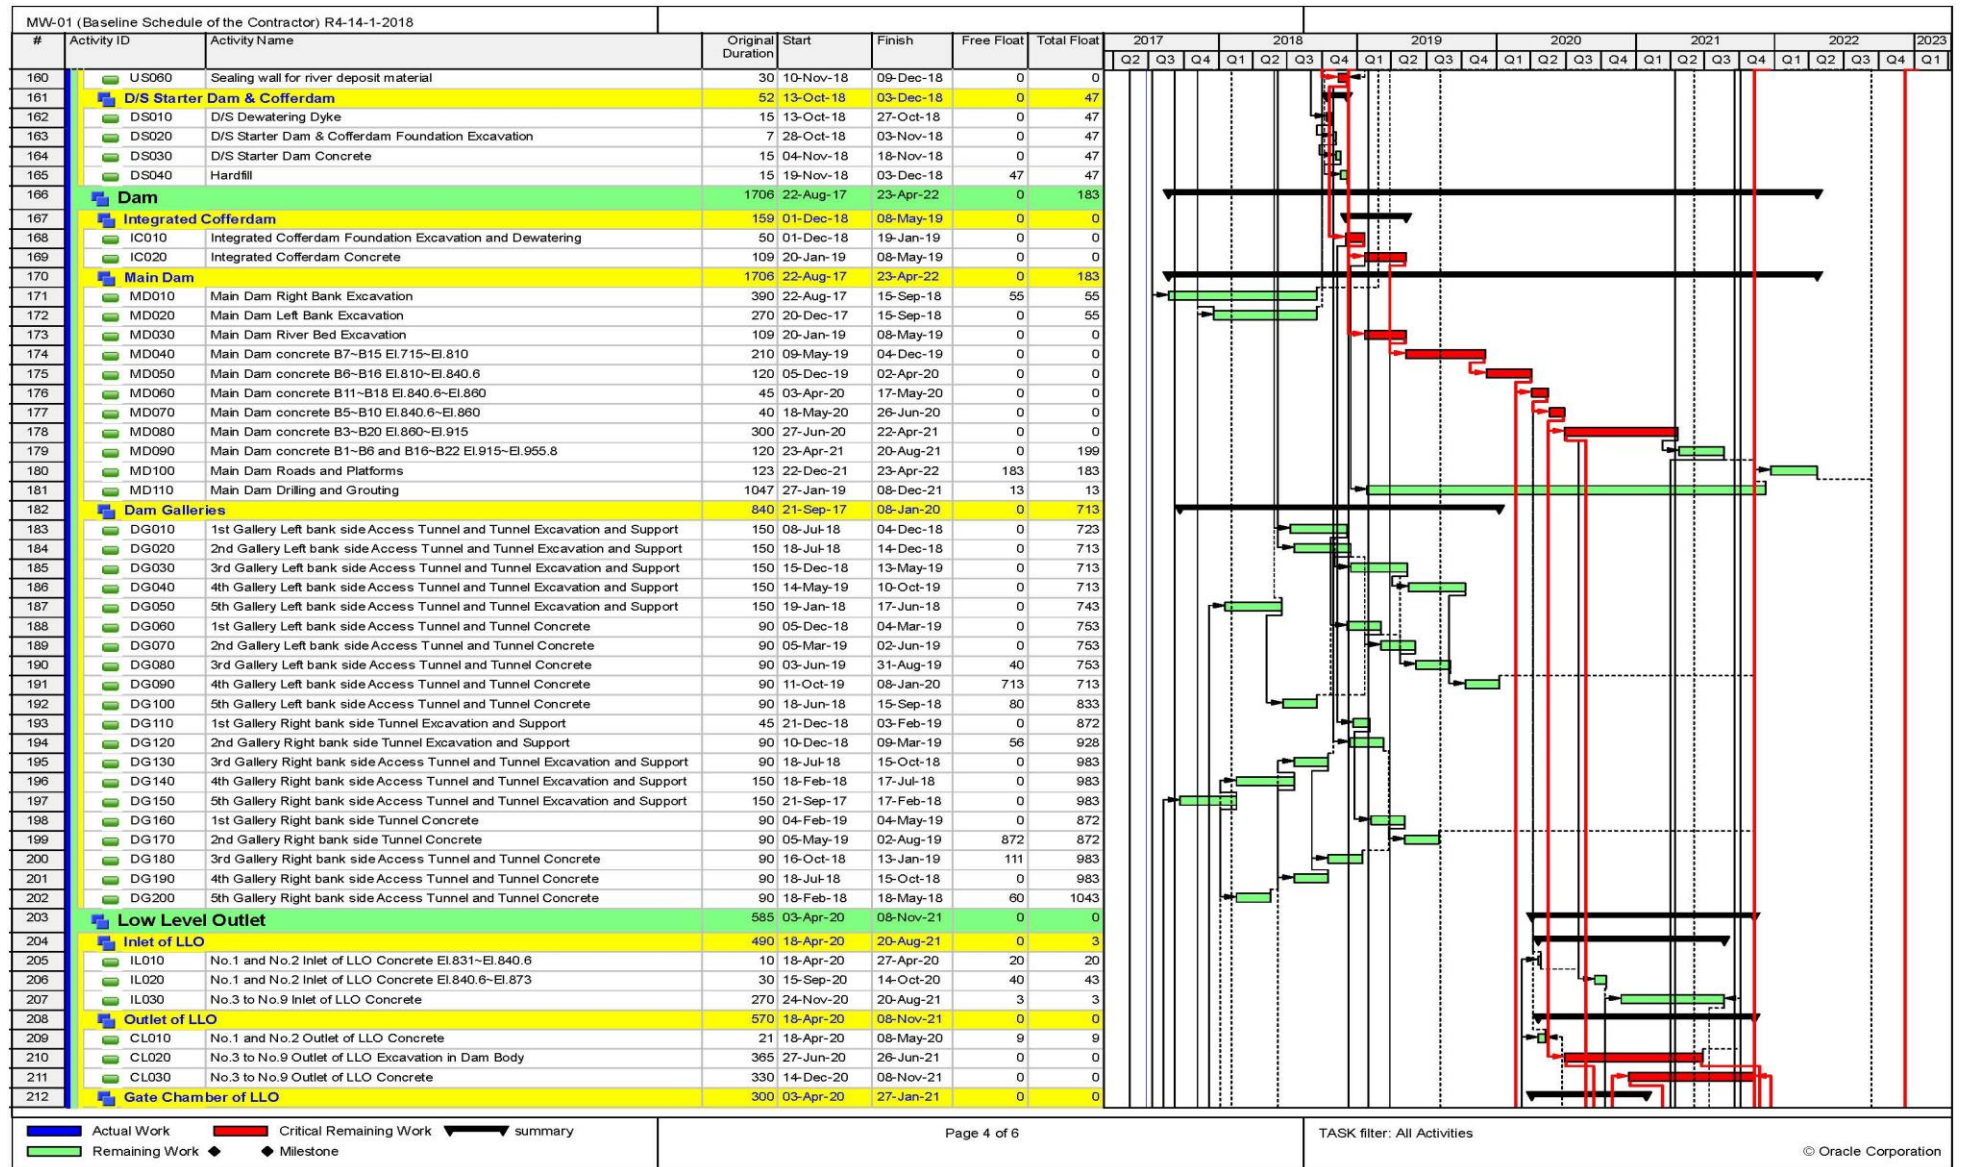 MW-01 (Baseline Schedule of the Contractor) R4-14-1-2018
# Activity ID Activity Name Original Duration Start Finish Free Float Total Float 2017 2018 2019 2020 2021 2022 2023
Q2 Q3 Q4 Q1 Q2 Q3 Q4 Q1 Q2 Q3 Q4 Q1 Q2 Q3 Q4 Q1 Q2 Q3 Q4 Q1 Q2 Q3 Q4 Q1
160 US060 Sealing wall for river deposit material 30 10-Nov-18 09-Dec-18 0 0
161 D/S Starter Dam & Cofferdam 52 13-Oct-18 03-Dec-18 0 47
162 DS010 D/S Dewatering Dyke 15 13-Oct-18 27-Oct-18 0 47
163 DS020 D/S Starter Dam & Cofferdam Foundation Excavation 7 28-Oct-18 03-Nov-18 0 47
164 DS030 D/S Starter Dam Concrete 15 04-Nov-18 18-Nov-18 0 47
165 DS040 Hardfill 15 19-Nov-18 03-Dec-18 47 47
166 Dam 1706 22-Aug-17 23-Apr-22 0 183
167 Integrated Cofferdam 159 01-Dec-18 08-May-19 0 0
168 IC010 Integrated Cofferdam Foundation Excavation and Dewatering 50 01-Dec-18 19-Jan-19 0 0
169 IC020 Integrated Cofferdam Concrete 109 20-Jan-19 08-May-19 0 0
170 Main Dam 1706 22-Aug-17 23-Apr-22 0 183
171 MD010 Main Dam Right Bank Excavation 390 22-Aug-17 15-Sep-18 55 55
172 MD020 Main Dam Left Bank Excavation 270 20-Dec-17 15-Sep-18 0 55
173 MD030 Main Dam River Bed Excavation 109 20-Jan-19 08-May-19 0 0
174 MD040 Main Dam concrete B7~B15 El.715~El.810 210 09-May-19 04-Dec-19 0 0
175 MD050 Main Dam concrete B6~B16 El.810~El.840.6 120 05-Dec-19 02-Apr-20 0 0
176 MD060 Main Dam concrete B11~B18 El.840.6~El.860 45 03-Apr-20 17-May-20 0 0
177 MD070 Main Dam concrete B5~B10 El.840.6~El.860 40 18-May-20 26-Jun-20 0 0
178 MD080 Main Dam concrete B3~B20 El.860~El.915 300 27-Jun-20 22-Apr-21 0 0
179 MD090 Main Dam concrete B1~B6 and B16~B22 El.915~El.955.8 120 23-Apr-21 20-Aug-21 0 199
180 MD100 Main Dam Roads and Platforms 123 22-Dec-21 23-Apr-22 183 183
181 MD110 Main Dam Drilling and Grouting 1047 27-Jan-19 08-Dec-21 13 13
182 Dam Galleries 840 21-Sep-17 08-Jan-20 0 713
183 DG010 1st Gallery Left bank side Access Tunnel and Tunnel Excavation and Support 150 08-Jul-18 04-Dec-18 0 723
184 DG020 2nd Gallery Left bank side Access Tunnel and Tunnel Excavation and Support 150 18-Jul-18 14-Dec-18 0 713
185 DG030 3rd Gallery Left bank side Access Tunnel and Tunnel Excavation and Support 150 15-Dec-18 13-May-19 0 713
186 DG040 4th Gallery Left bank side Access Tunnel and Tunnel Excavation and Support 150 14-May-19 10-Oct-19 0 713
187 DG050 5th Gallery Left bank side Access Tunnel and Tunnel Excavation and Support 150 19-Jan-18 17-Jun-18 0 743
188 DG060 1st Gallery Left bank side Access Tunnel and Tunnel Concrete 90 05-Dec-18 04-Mar-19 0 753
189 DG070 2nd Gallery Left bank side Access Tunnel and Tunnel Concrete 90 05-Mar-19 02-Jun-19 0 753
190 DG080 3rd Gallery Left bank side Access Tunnel and Tunnel Concrete 90 03-Jun-19 31-Aug-19 40 753
191 DG090 4th Gallery Left bank side Access Tunnel and Tunnel Concrete 90 11-Oct-19 08-Jan-20 713 713
192 DG100 5th Gallery Left bank side Access Tunnel and Tunnel Concrete 90 18-Jun-18 15-Sep-18 80 833
193 DG110 1st Gallery Right bank side Tunnel Excavation and Support 45 21-Dec-18 03-Feb-19 0 872
194 DG120 2nd Gallery Right bank side Tunnel Excavation and Support 90 10-Dec-18 09-Mar-19 56 928
195 DG130 3rd Gallery Right bank side Access Tunnel and Tunnel Excavation and Support 90 18-Jul-18 15-Oct-18 0 983
196 DG140 4th Gallery Right bank side Access Tunnel and Tunnel Excavation and Support 150 18-Feb-18 17-Jul-18 0 983
197 DG150 5th Gallery Right bank side Access Tunnel and Tunnel Excavation and Support 150 21-Sep-17 17-Feb-18 0 983
198 DG160 1st Gallery Right bank side Tunnel Concrete 90 04-Feb-19 04-May-19 0 872
199 DG170 2nd Gallery Right bank side Tunnel Concrete 90 05-May-19 02-Aug-19 872 872
200 DG180 3rd Gallery Right bank side Access Tunnel and Tunnel Concrete 90 16-Oct-18 13-Jan-19 111 983
201 DG190 4th Gallery Right bank side Access Tunnel and Tunnel Concrete 90 18-Jul-18 15-Oct-18 0 983
202 DG200 5th Gallery Right bank side Access Tunnel and Tunnel Concrete 90 18-Feb-18 18-May-18 60 1043
203 Low Level Outlet 585 03-Apr-20 08-Nov-21 0 0
204 Inlet of LLO 490 18-Apr-20 20-Aug-21 0 3
205 IL010 No.1 and No.2 Inlet of LLO Concrete El.831~El.840.6 10 18-Apr-20 27-Apr-20 20 20
206 IL020 No.1 and No.2 Inlet of LLO Concrete El.840.6~El.873 30 15-Sep-20 14-Oct-20 40 43
207 IL030 No.3 to No.9 Inlet of LLO Concrete 270 24-Nov-20 20-Aug-21 3 3
208 Outlet of LLO 570 18-Apr-20 08-Nov-21 0 0
209 CL010 No.1 and No.2 Outlet of LLO Concrete 21 18-Apr-20 08-May-20 9 9
210 CL020 No.3 to No.9 Outlet of LLO Excavation in Dam Body 365 27-Jun-20 26-Jun-21 0 0
211 CL030 No.3 to No.9 Outlet of LLO Concrete 330 14-Dec-20 08-Nov-21 0 0
212 Gate Chamber of LLO 300 03-Apr-20 27-Jan-21 0 0
Actual Work Critical Remaining Work summary Page 4 of 6 TASK filter: All Activities
Remaining Work Milestone © Oracle Corporation